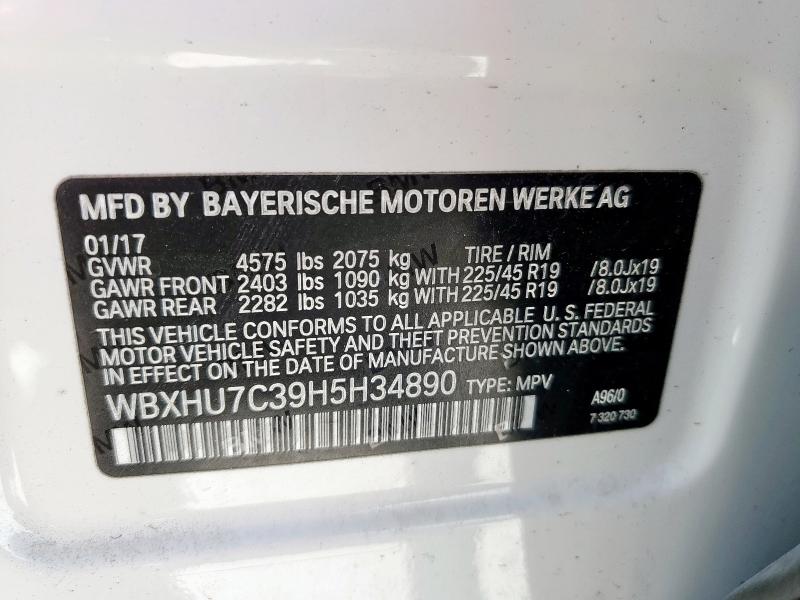 MFD BY BAYERISCHE MOTOREN WERKE AG
01/17 TIRE / RIM
GVWR 4575 lbs 2075 kg
GAWR FRONT 2403 lbs 1090 kg WITH 225/45 R19 /8.0Jx19
GAWR REAR 2282 lbs 1035 kg WITH 225/45 R19 /8.0Jx19
THIS VEHICLE CONFORMS TO ALL APPLICABLE U.S. FEDERAL
MOTOR VEHICLE SAFETY AND THEFT PREVENTION STANDARDS
IN EFFECT ON THE DATE OF MANUFACTURE SHOWN ABOVE.
WBXHU7C39H5H34890 TYPE: MPV A96/0
7 320 730